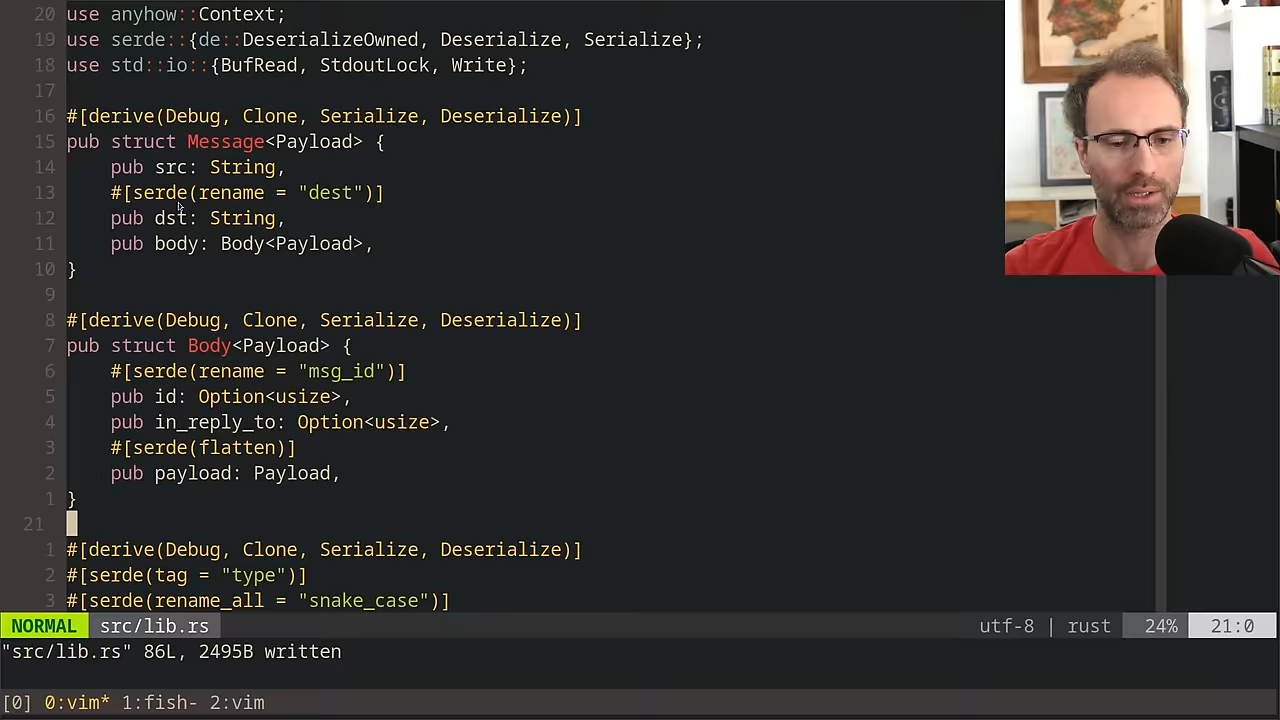 20 use anyhow::Context;
19 use serde::{de::DeserializeOwned, Deserialize, Serialize};
18 use std::io::{BufRead, StdoutLock, Write};
17
16 #[derive(Debug, Clone, Serialize, Deserialize)]
15 pub struct Message<Payload> {
14     pub src: String,
13     #[serde(rename = "dest")]
12     pub dst: String,
11     pub body: Body<Payload>,
10 }
9
8 #[derive(Debug, Clone, Serialize, Deserialize)]
7 pub struct Body<Payload> {
6     #[serde(rename = "msg_id")]
5     pub id: Option<usize>,
4     pub in_reply_to: Option<usize>,
3     #[serde(flatten)]
2     pub payload: Payload,
1 }
21
1 #[derive(Debug, Clone, Serialize, Deserialize)]
2 #[serde(tag = "type")]
3 #[serde(rename_all = "snake_case")]
NORMAL src/lib.rs utf-8 | rust 24% 21:0
"src/lib.rs" 86L, 2495B written
[0] 0:vim* 1:fish- 2:vim